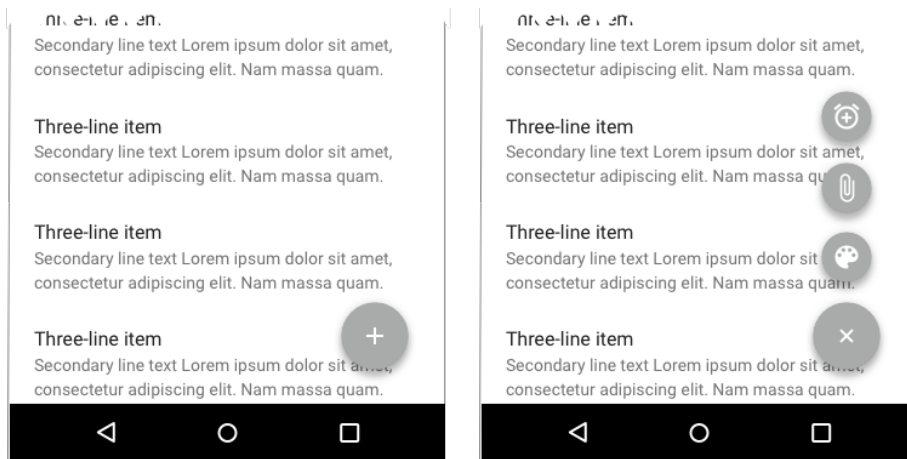 Secondary line text Lorem ipsum dolor sit amet,
consectetur adipiscing elit. Nam massa quam.
Three-line item
Secondary line text Lorem ipsum dolor sit amet,
consectetur adipiscing elit. Nam massa quam.
Three-line item
Secondary line text Lorem ipsum dolor sit amet,
consectetur adipiscing elit. Nam massa quam.
Three-line item
Secondary line text Lorem ipsum dolor sit
consectetur adipiscing elit. Nam massa quam.
Secondary line text Lorem ipsum dolor sit amet,
consectetur adipiscing elit. Nam massa quam.
Three-line item
Secondary line text Lorem ipsum dolor sit amet,
consectetur adipiscing elit. Nam massa
Three-line item
Secondary line text Lorem ipsum dolor sit
consectetur adipiscing elit. Nam massa quam.
Three-line item
Secondary line text Lorem ipsum dolor sit
consectetur adipiscing elit. Nam massa quam.